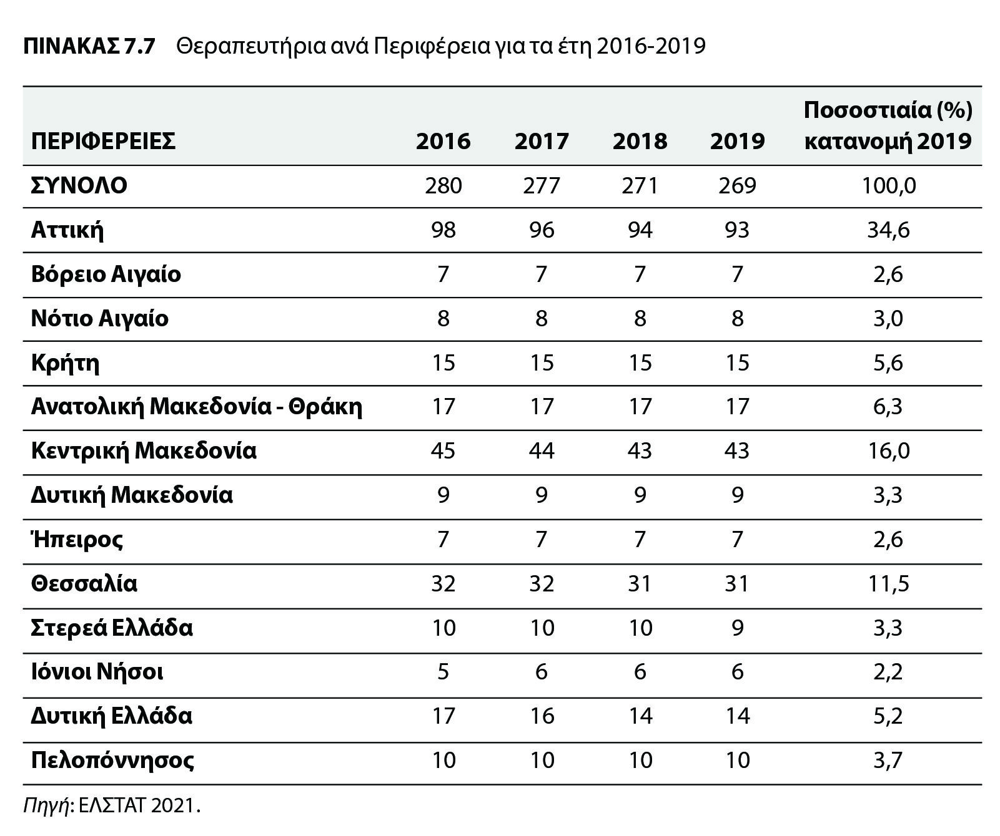 ΠΙΝΑΚΑΣ 7.7 Θεραπευτήρια ανά Περιφέρεια για τα έτη 2016-2019
ΠΕΡΙΦΕΡΕΙΕΣ 2016 2017 2018 2019 Ποσοστιαία (%) κατανομή 2019
ΣΥΝΟΛΟ 280 277 271 269 100,0
Αττική 98 96 94 93 34,6
Βόρειο Αιγαίο 7 7 7 7 2,6
Νότιο Αιγαίο 8 8 8 8 3,0
Κρήτη 15 15 15 15 5,6
Ανατολική Μακεδονία - Θράκη 17 17 17 17 6,3
Κεντρική Μακεδονία 45 44 43 43 16,0
Δυτική Μακεδονία 9 9 9 9 3,3
Ήπειρος 7 7 7 7 2,6
Θεσσαλία 32 32 31 31 11,5
Στερεά Ελλάδα 10 10 10 9 3,3
Ιόνιοι Νήσοι 5 6 6 6 2,2
Δυτική Ελλάδα 17 16 14 14 5,2
Πελοπόννησος 10 10 10 10 3,7
Πηγή: ΕΛΣΤΑΤ 2021.